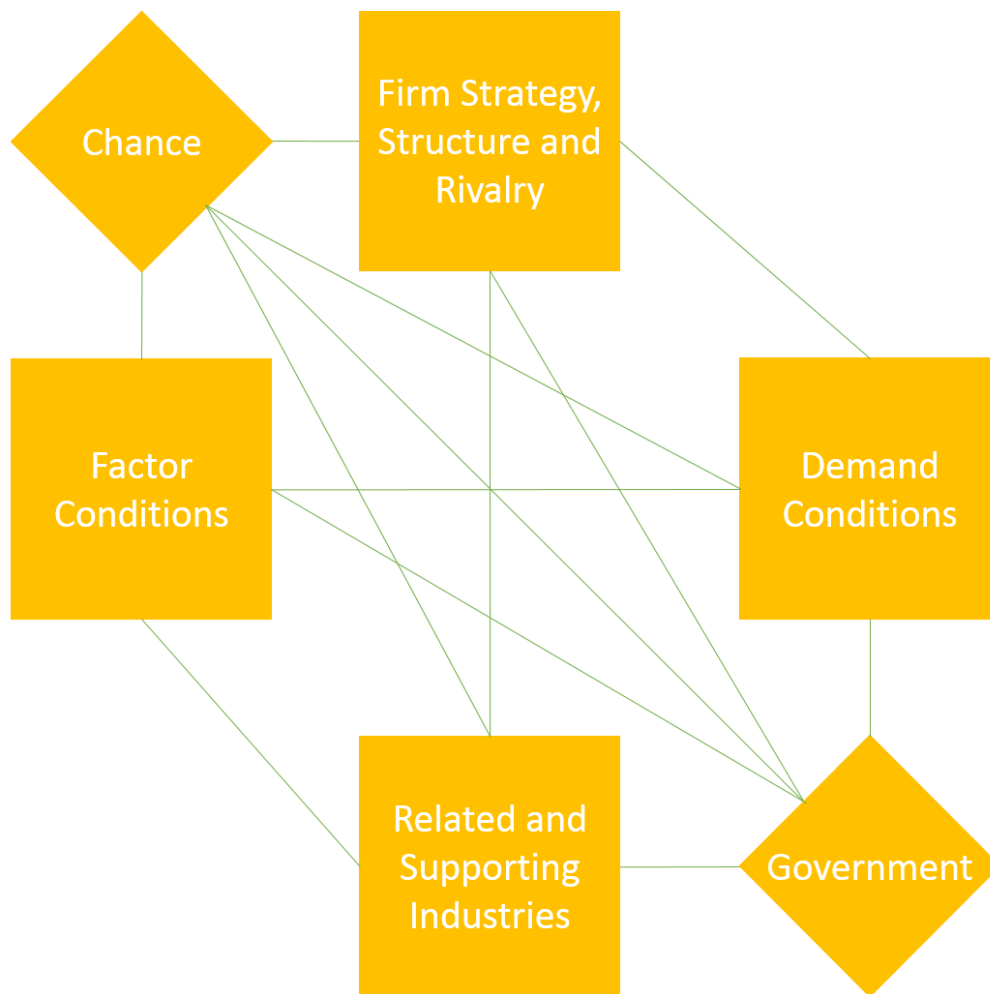 Chance
Firm Strategy,
Structure and
Rivalry
Factor
Conditions
Demand
Conditions
Related and
Supporting
Industries
Government